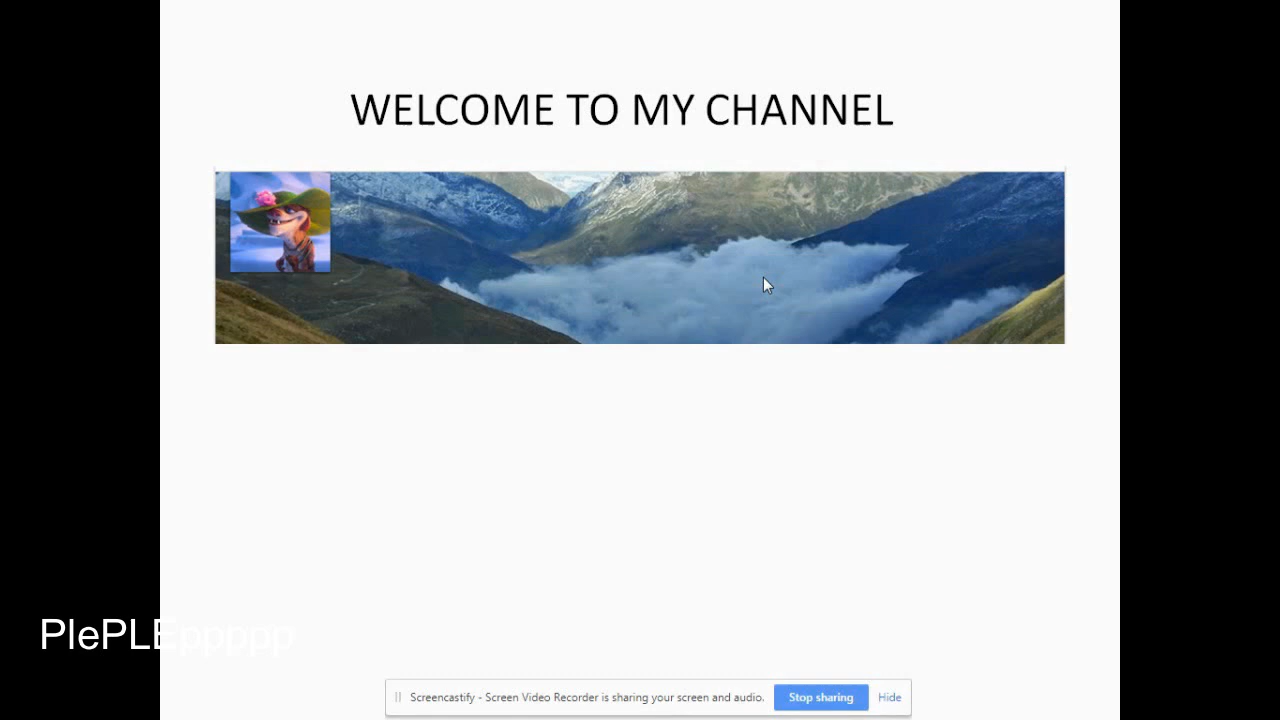 WELCOME TO MY CHANNEL
PlePLEppppp
Screencastify - Screen Video Recorder is sharing your screen and audio.
Stop sharing
Hide